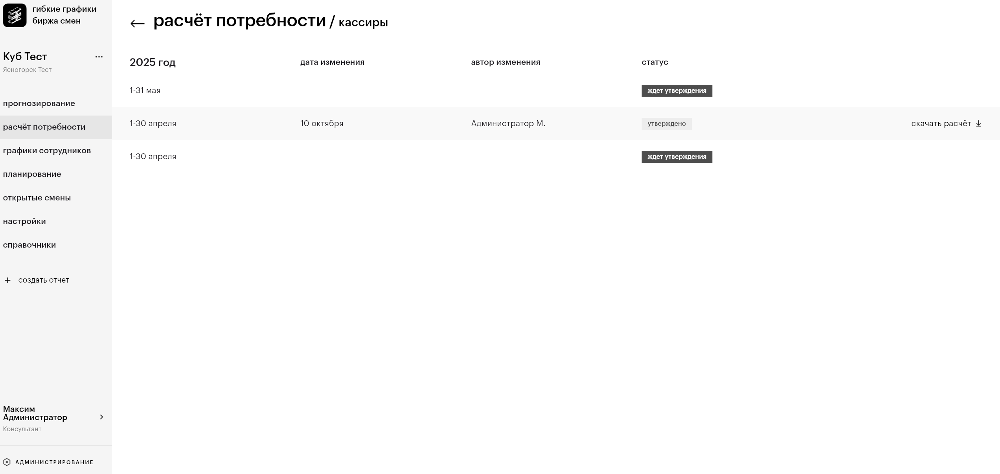 гибкие графики
биржа смен
Куб Тест
Ясногорск Тест
прогнозирование
расчёт потребности
графики сотрудников
планирование
открытые смены
настройки
справочники
+ создать отчет
Максим
Администратор
Консультант
АДМИНИСТРИРОВАНИЕ
расчёт потребности / кассиры
2025 год дата изменения автор изменения статус
1-31 мая ждет утверждения
1-30 апреля 10 октября Администратор М. утверждено скачать расчёт
1-30 апреля ждет утверждения